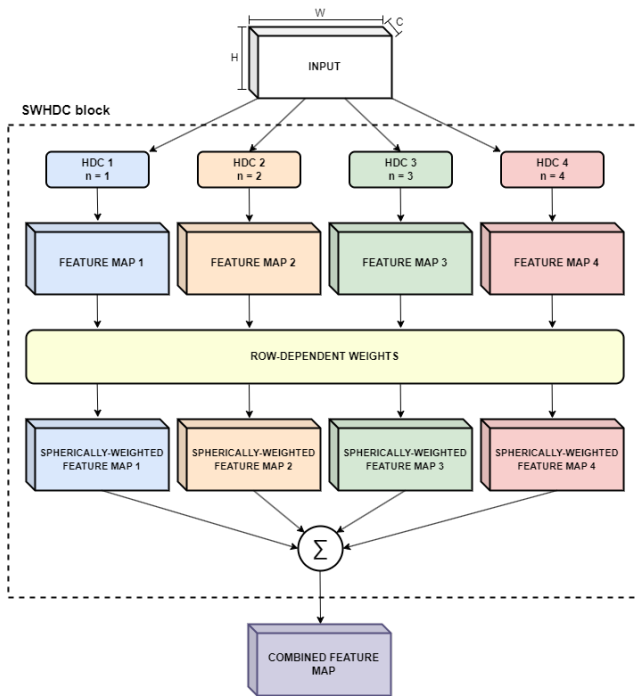 W
C
H
INPUT
SWHDC block
HDC 1
n = 1
HDC 2
n = 2
HDC 3
n = 3
HDC 4
n = 4
FEATURE MAP 1
FEATURE MAP 2
FEATURE MAP 3
FEATURE MAP 4
ROW-DEPENDENT WEIGHTS
SPHERICALLY-WEIGHTED
FEATURE MAP 1
SPHERICALLY-WEIGHTED
FEATURE MAP 2
SPHERICALLY-WEIGHTED
FEATURE MAP 3
SPHERICALLY-WEIGHTED
FEATURE MAP 4
Σ
COMBINED FEATURE
MAP